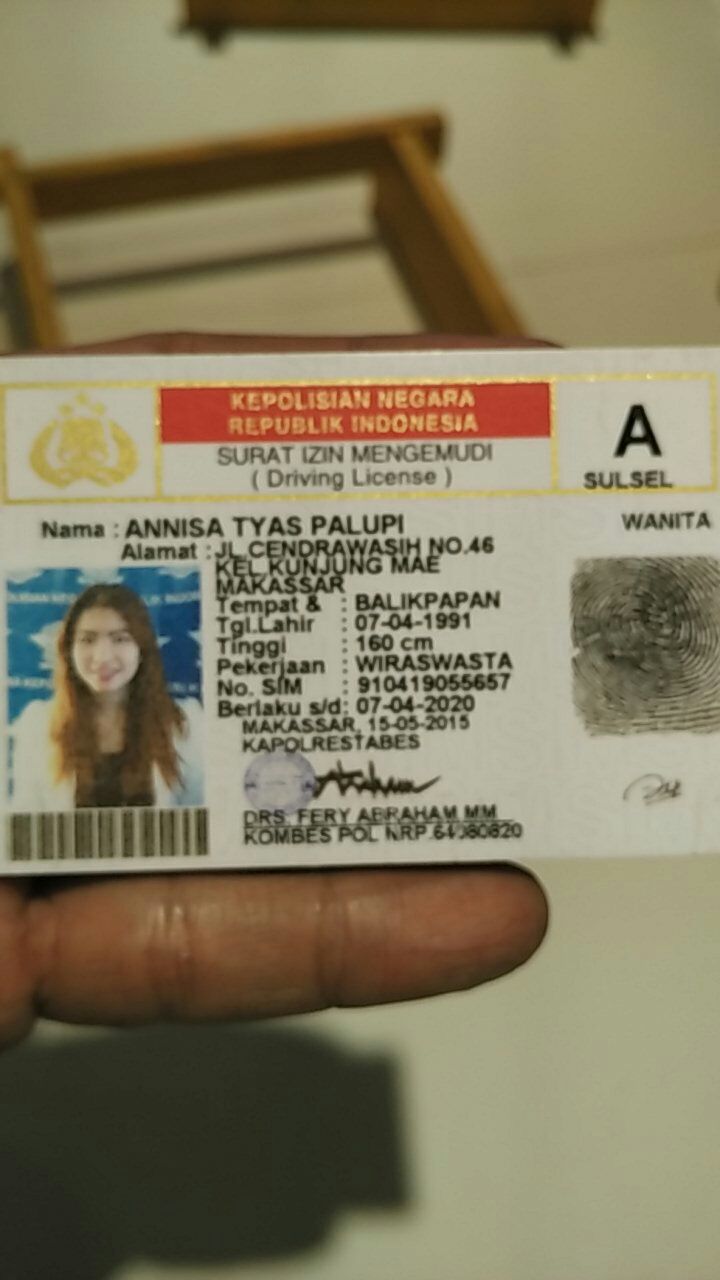 KEPOLISIAN NEGARA
REPUBLIK INDONESIA
SURAT IZIN MENGEMUDI
( Driving License )
A
SULSEL
Nama : ANNISA TYAS PALUPI
WANITA
Alamat : JL.CENDRAWASIH NO.46
KEL.KUNJUNG MAE
MAKASSAR
Tempat & : BALIKPAPAN
Tgl.Lahir : 07-04-1991
Tinggi : 160 cm
Pekerjaan : WIRASWASTA
No. SIM : 910419055657
Berlaku s/d : 07-04-2020
MAKASSAR, 15-05-2015
KAPOLRESTABES
DRS. FERY ABRAHAM MM
KOMBES POL NRP.64080820